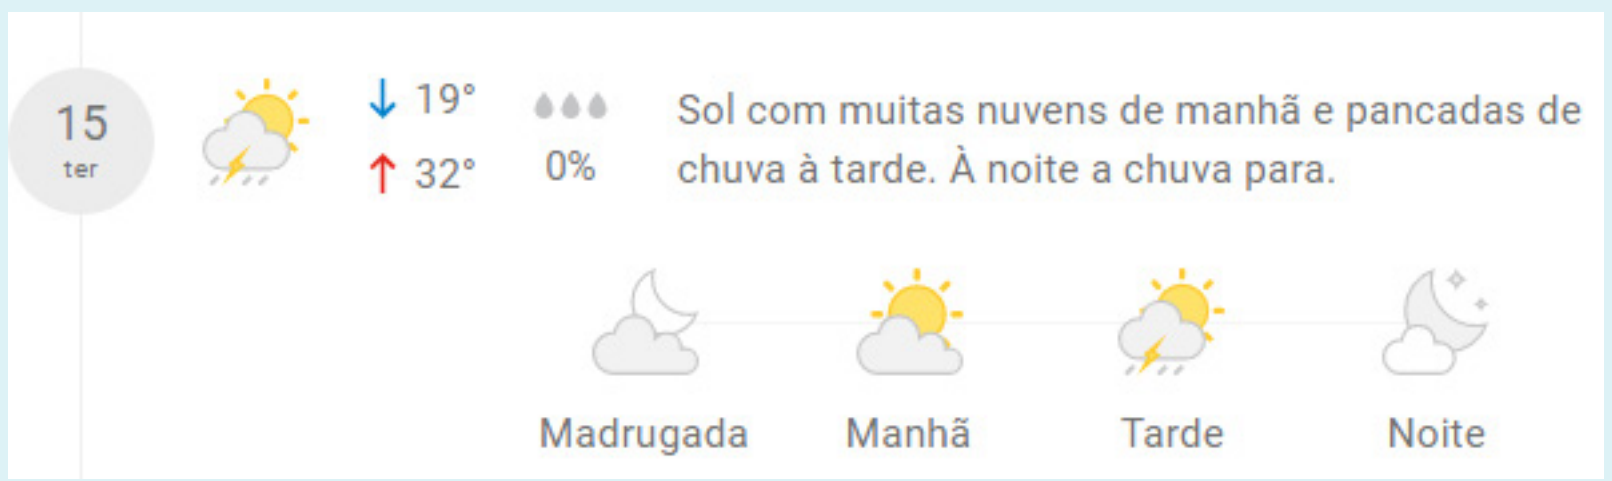 15
ter
19°
32°
0%
Sol com muitas nuvens de manhã e pancadas de
chuva à tarde. À noite a chuva para.
Madrugada
Manhã
Tarde
Noite